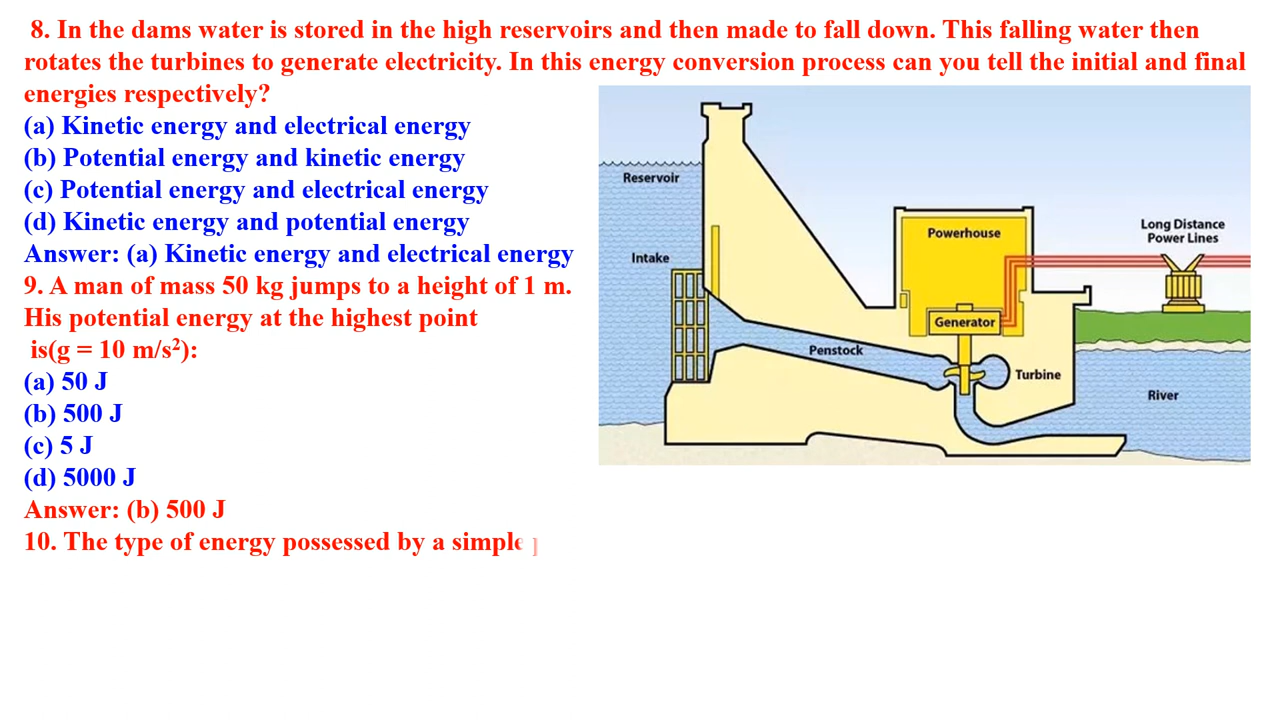 8. In the dams water is stored in the high reservoirs and then made to fall down. This falling water then
rotates the turbines to generate electricity. In this energy conversion process can you tell the initial and final
energies respectively?
(a) Kinetic energy and electrical energy
(b) Potential energy and kinetic energy
(c) Potential energy and electrical energy
(d) Kinetic energy and potential energy
Answer: (a) Kinetic energy and electrical energy
9. A man of mass 50 kg jumps to a height of 1 m.
His potential energy at the highest point
is(g = 10 m/s²):
(a) 50 J
(b) 500 J
(c) 5 J
(d) 5000 J
Answer: (b) 500 J
10. The type of energy possessed by a simple
Reservoir
Intake
Penstock
Powerhouse
Generator
Turbine
Long Distance
Power Lines
River